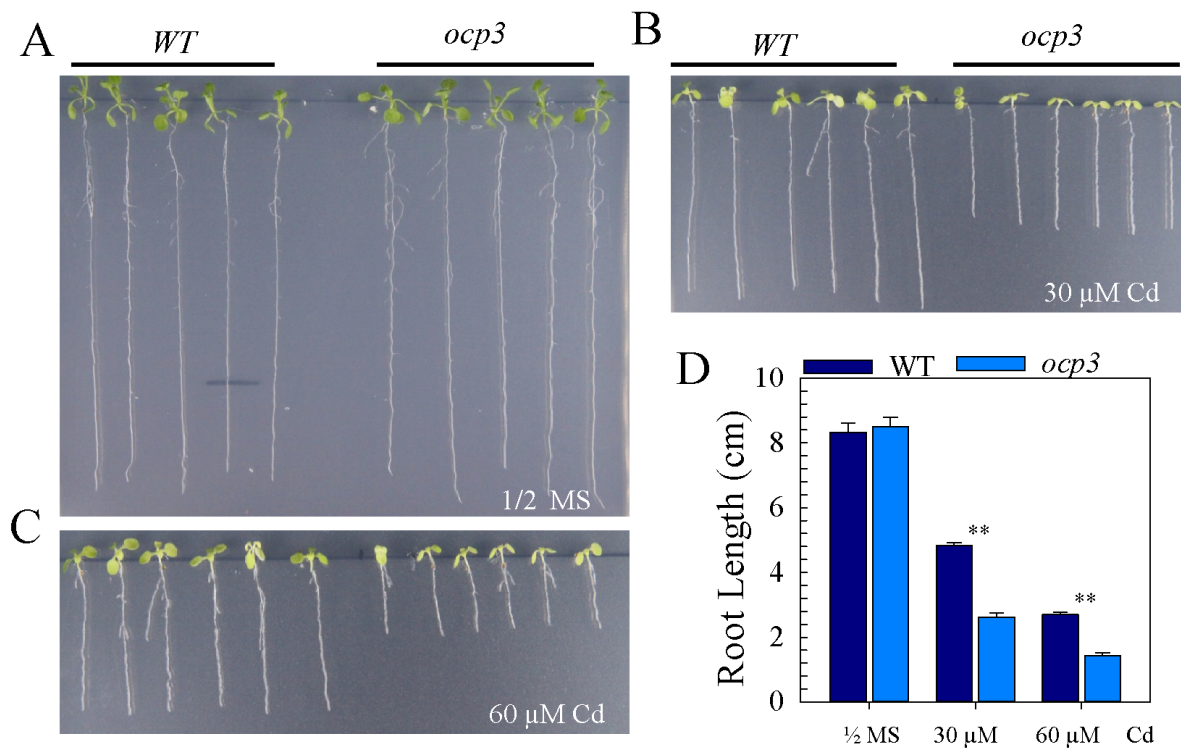 A
WT
ocp3
B
WT
ocp3
1/2 MS
30 µM Cd
C
60 µM Cd
D
WT
ocp3
10
8
6
4
2
0
Root Length (cm)
**
**
½ MS
30 µM
60 µM
Cd